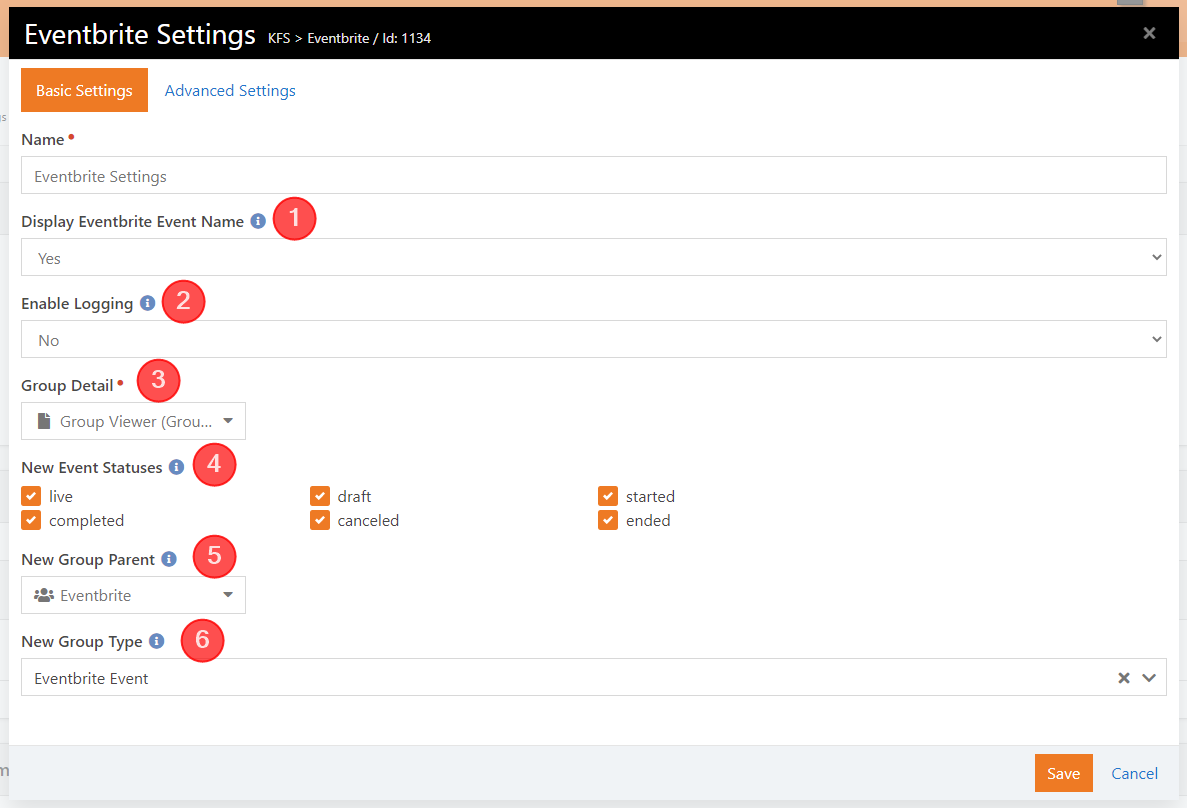 Eventbrite Settings KFS > Eventbrite / Id: 1134
Basic Settings Advanced Settings
Name
Eventbrite Settings
Display Eventbrite Event Name 1
Yes
Enable Logging 2
No
Group Detail 3
Group Viewer (Grou...
New Event Statuses 4
live draft started
completed canceled ended
New Group Parent 5
Eventbrite
New Group Type 6
Eventbrite Event
Save Cancel